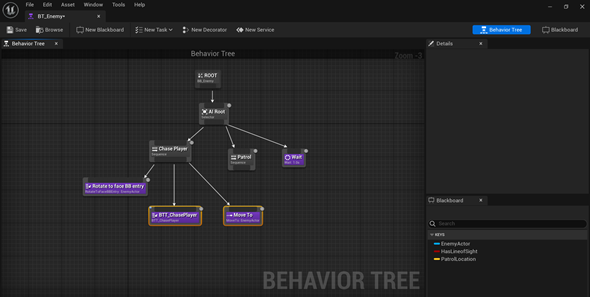 File Edit Asset Window Tools Help
BT_Enemy*
Save Browse New Blackboard New Task New Decorator New Service Behavior Tree Blackboard
Behavior Tree
Details
Behavior Tree
Zoom -3
ROOT
BB_Enemy
AI Root
Selector
Chase Player
Sequence
Patrol
Sequence
Wait
Rotate to face BB entry
RotateToFaceBBEntry: EnemyActor
BTT_ChasePlayer
BTT_ChasePlayer
Move To
MoveTo: EnemyActor
BEHAVIOR TREE
Blackboard
Search
KEYS
EnemyActor
HasLineofSight
PatrolLocation